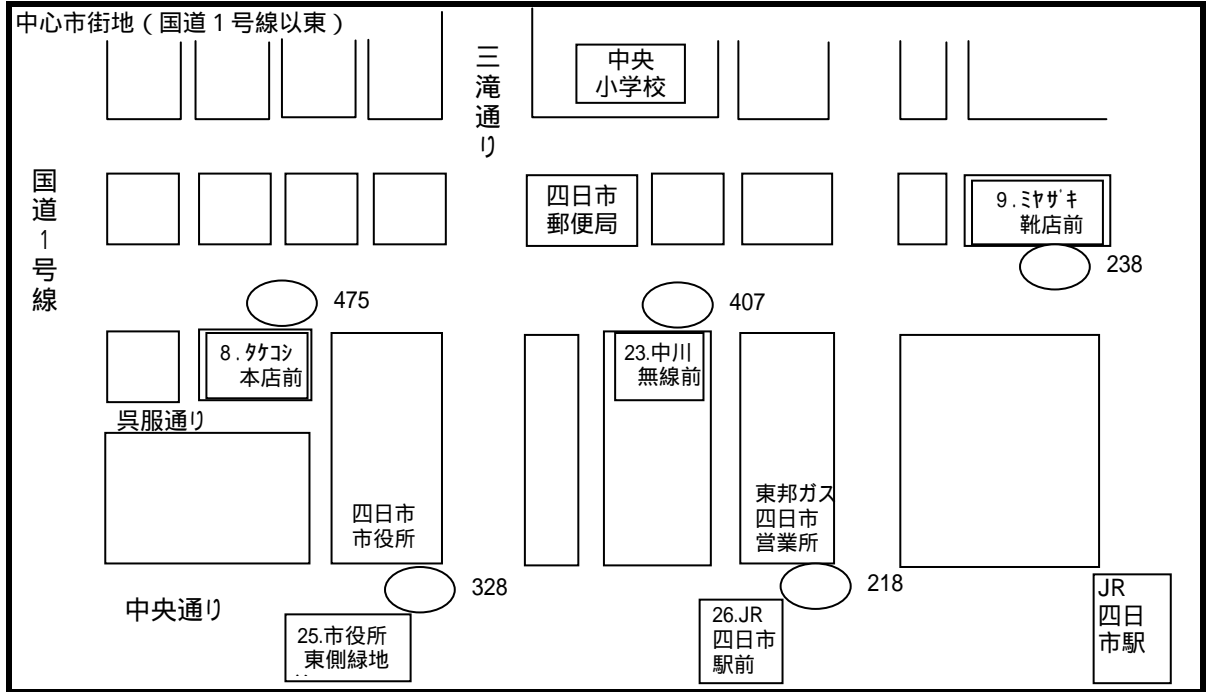 中心市街地（国道１号線以東）
三滝通り
中央
小学校
国道１号線
四日市
郵便局
9.ﾐﾔｻﾞｷ
靴店前
238
475
407
8.ﾀｹｺｼ
本店前
23.中川
無線前
呉服通り
四日市
市役所
東邦ガス
四日市
営業所
328
218
中央通り
25.市役所
東側緑地
26.JR
四日市
駅前
JR
四日
市駅